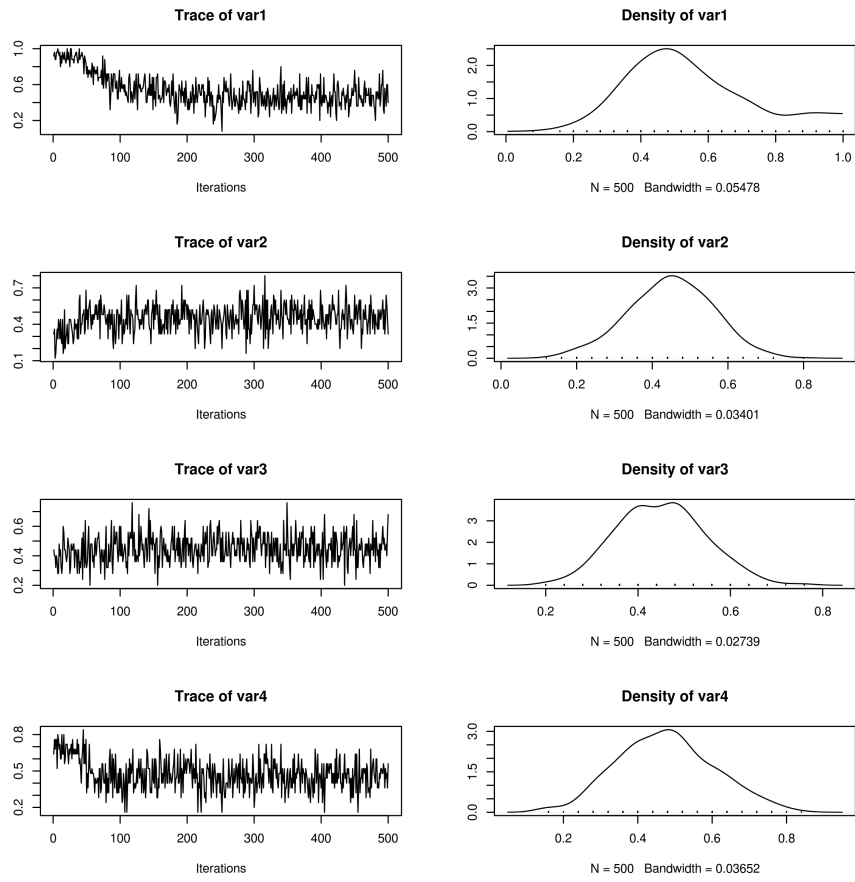 Trace of var1
Density of var1
1.0
0.6
0.2
0 100 200 300 400 500
Iterations
2.0
1.0
0.0
0.0 0.2 0.4 0.6 0.8 1.0
N = 500 Bandwidth = 0.05478
Trace of var2
Density of var2
0.7
0.4
0.1
0 100 200 300 400 500
Iterations
3.0
1.5
0.0
0.0 0.2 0.4 0.6 0.8
N = 500 Bandwidth = 0.03401
Trace of var3
Density of var3
0.6
0.4
0.2
0 100 200 300 400 500
Iterations
3
2
1
0
0.2 0.4 0.6 0.8
N = 500 Bandwidth = 0.02739
Trace of var4
Density of var4
0.8
0.5
0.2
0 100 200 300 400 500
Iterations
3.0
1.5
0.0
0.2 0.4 0.6 0.8
N = 500 Bandwidth = 0.03652